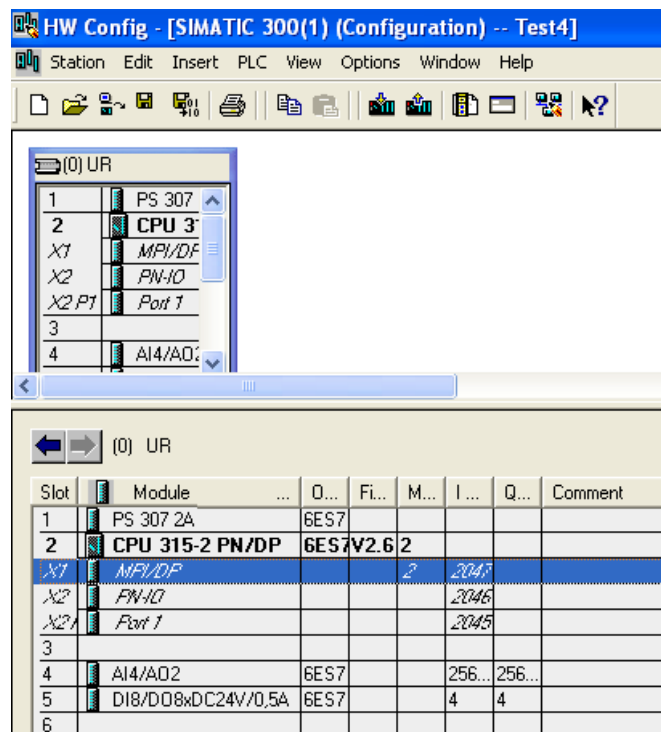 HW Config - [SIMATIC 300(1) (Configuration) -- Test4]
Station Edit Insert PLC View Options Window Help
(0) UR
1 PS 307
2 CPU 3
X1 MPI/DP
X2 PN-IO
X2 P1 Port 1
3
4 AI4/AO2
(0) UR
Slot Module ... O... Fi... M... I ... Q... Comment
1 PS 307 2A 6ES7
2 CPU 315-2 PN/DP 6ES7 V2.6 2
X1 MPI/DP 2 2047
X2 PN-IO 2046
X2 Port 1 2045
3
4 AI4/AO2 6ES7 256... 256...
5 DI8/DO8xDC24V/0,5A 6ES7 4 4
6